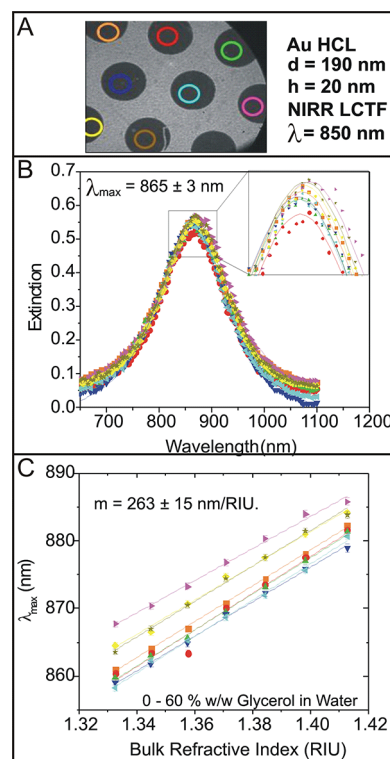 A
Au HCL
d = 190 nm
h = 20 nm
NIRR LCTF
λ = 850 nm
B
λmax = 865 ± 3 nm
0.7
0.6
0.5
0.4
0.3
0.2
0.1
0.0
Extinction
700 800 900 1000 1100 1200
Wavelength(nm)
C
890
880
870
860
λmax (nm)
m = 263 ± 15 nm/RIU.
0 - 60 % w/w Glycerol in Water
1.32 1.34 1.36 1.38 1.40 1.42
Bulk Refractive Index (RIU)